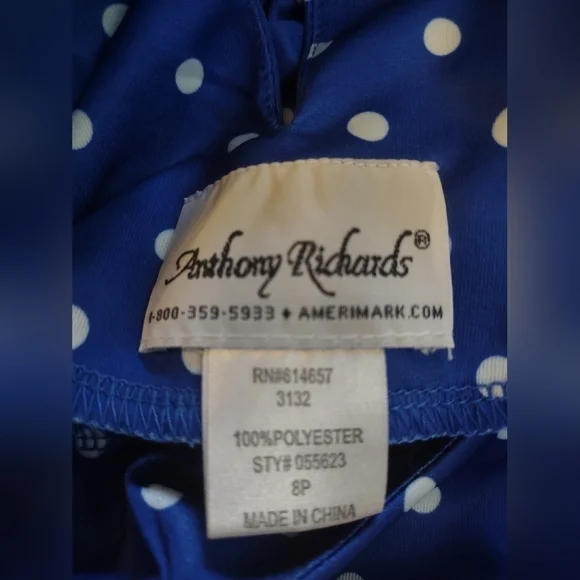 Anthony Richards®
1-800-359-5933 ♦ AMERIMARK.COM
RN#614657
3132
100%POLYESTER
STY# 055623
8P
MADE IN CHINA